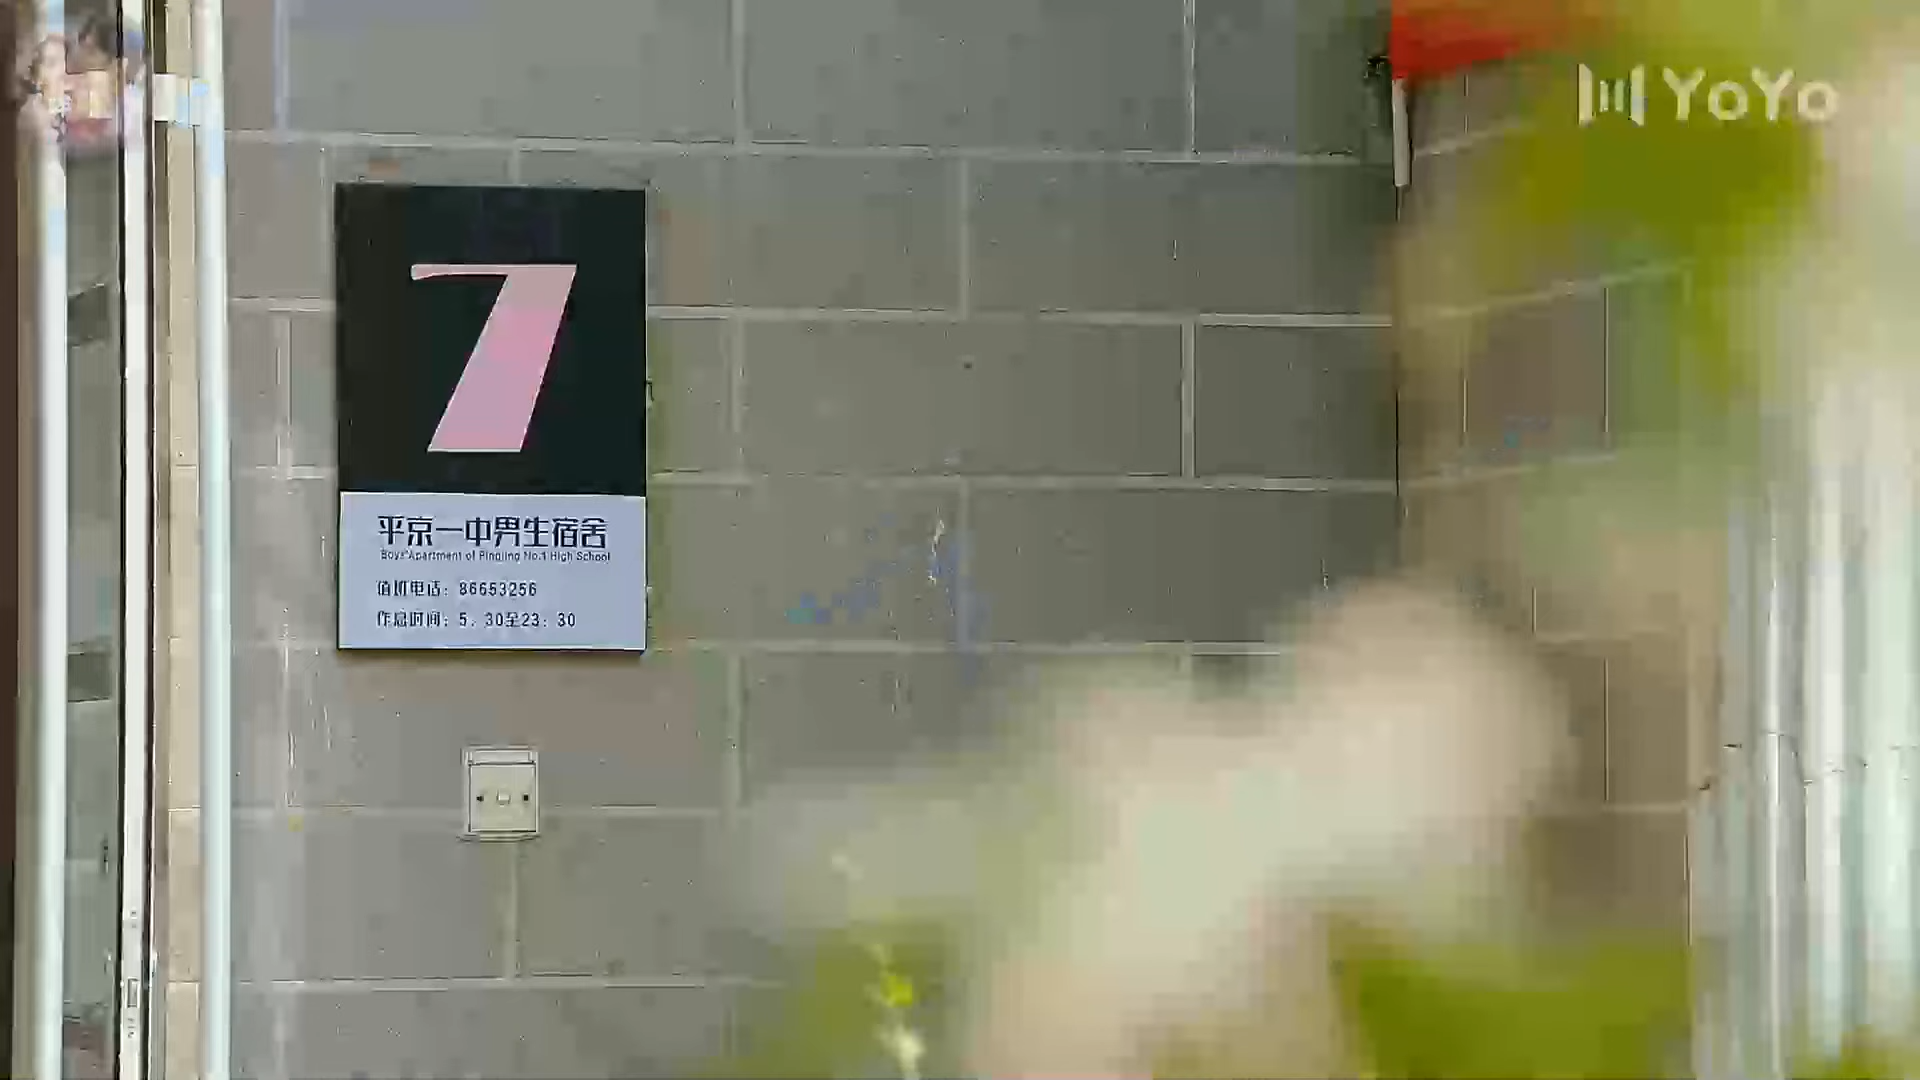 YoYo
7
平京一中男生宿舍
Boys' Apartment of Pingjing No.1 High School
值班电话：86653256
作息时间：5：30至23：30